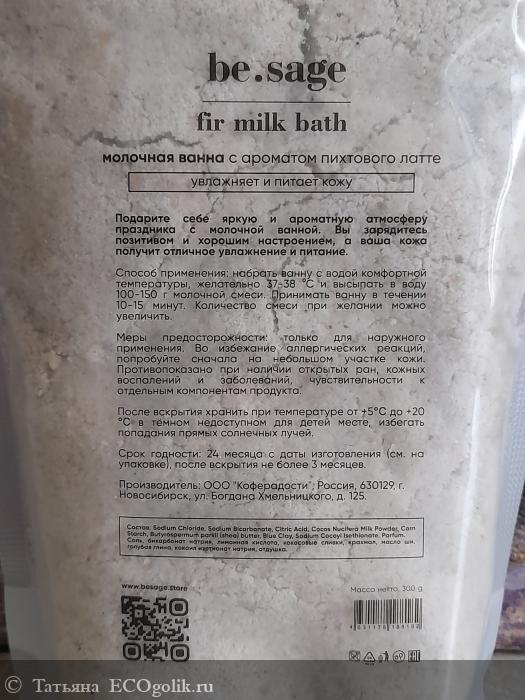 be.sage
fir milk bath
молочная ванна с ароматом пихтового латте
увлажняет и питает кожу
Подарите себе яркую и ароматную атмосферу
праздника с молочной ванной. Вы зарядитесь
позитивом и хорошим настроением, а ваша кожа
получит отличное увлажнение и питание.
Способ применения: набрать ванну с водой комфортной
температуры, желательно 37-38 °C и высыпать в воду
100-150 г молочной смеси. Принимать ванну в течении
10-15 минут. Количество смеси при желании можно
увеличить.
Меры предосторожности: только для наружного
применения. Во избежание аллергических реакций,
попробуйте сначала на небольшом участке кожи.
Противопоказано при наличии открытых ран, кожных
воспалений и заболеваний, чувствительности к
отдельным компонентам продукта.
После вскрытия хранить при температуре от +5°C до +20
°C в тёмном недоступном для детей месте, избегать
попадания прямых солнечных лучей.
Срок годности: 24 месяца с даты изготовления (см. на
упаковке), после вскрытия не более 3 месяцев.
Производитель: ООО "Коферадости"; Россия, 630129, г.
Новосибирск, ул. Богдана Хмельницкого, д. 125.
Состав: Sodium Chloride, Sodium Bicarbonate, Citric Acid, Cocos Nucifera Milk Powder, Corn
Starch, Butyrospermum parkii (shea) butter, Blue Clay, Sodium Cocoyl Isethionate, Parfum.
Соль, бикарбонат натрия, лимонная кислота, кокосовые сливки, крахмал, масло ши,
голубая глина, кокоил изетионат натрия, отдушка.
www.besage.store
Масса нетто: 300 g
Татьяна ECOgolik.ru